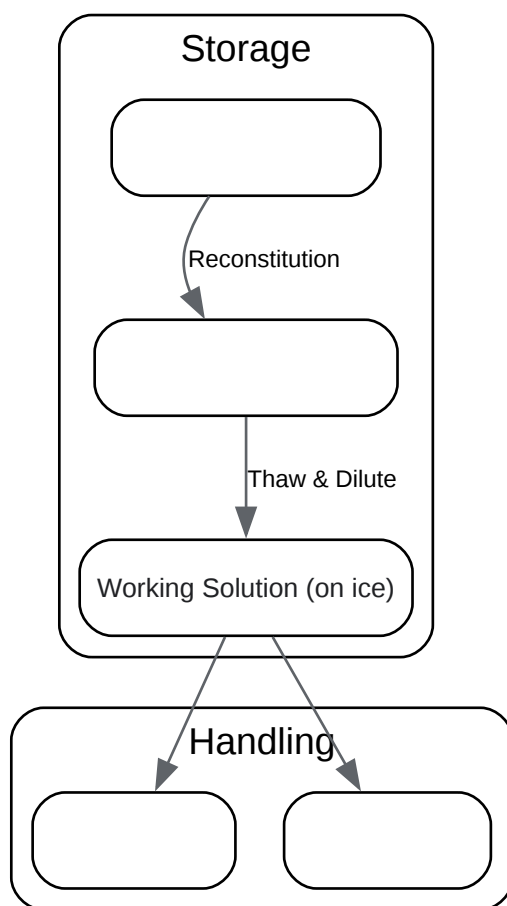 Storage
Reconstitution
Thaw & Dilute
Working Solution (on ice)
Handling